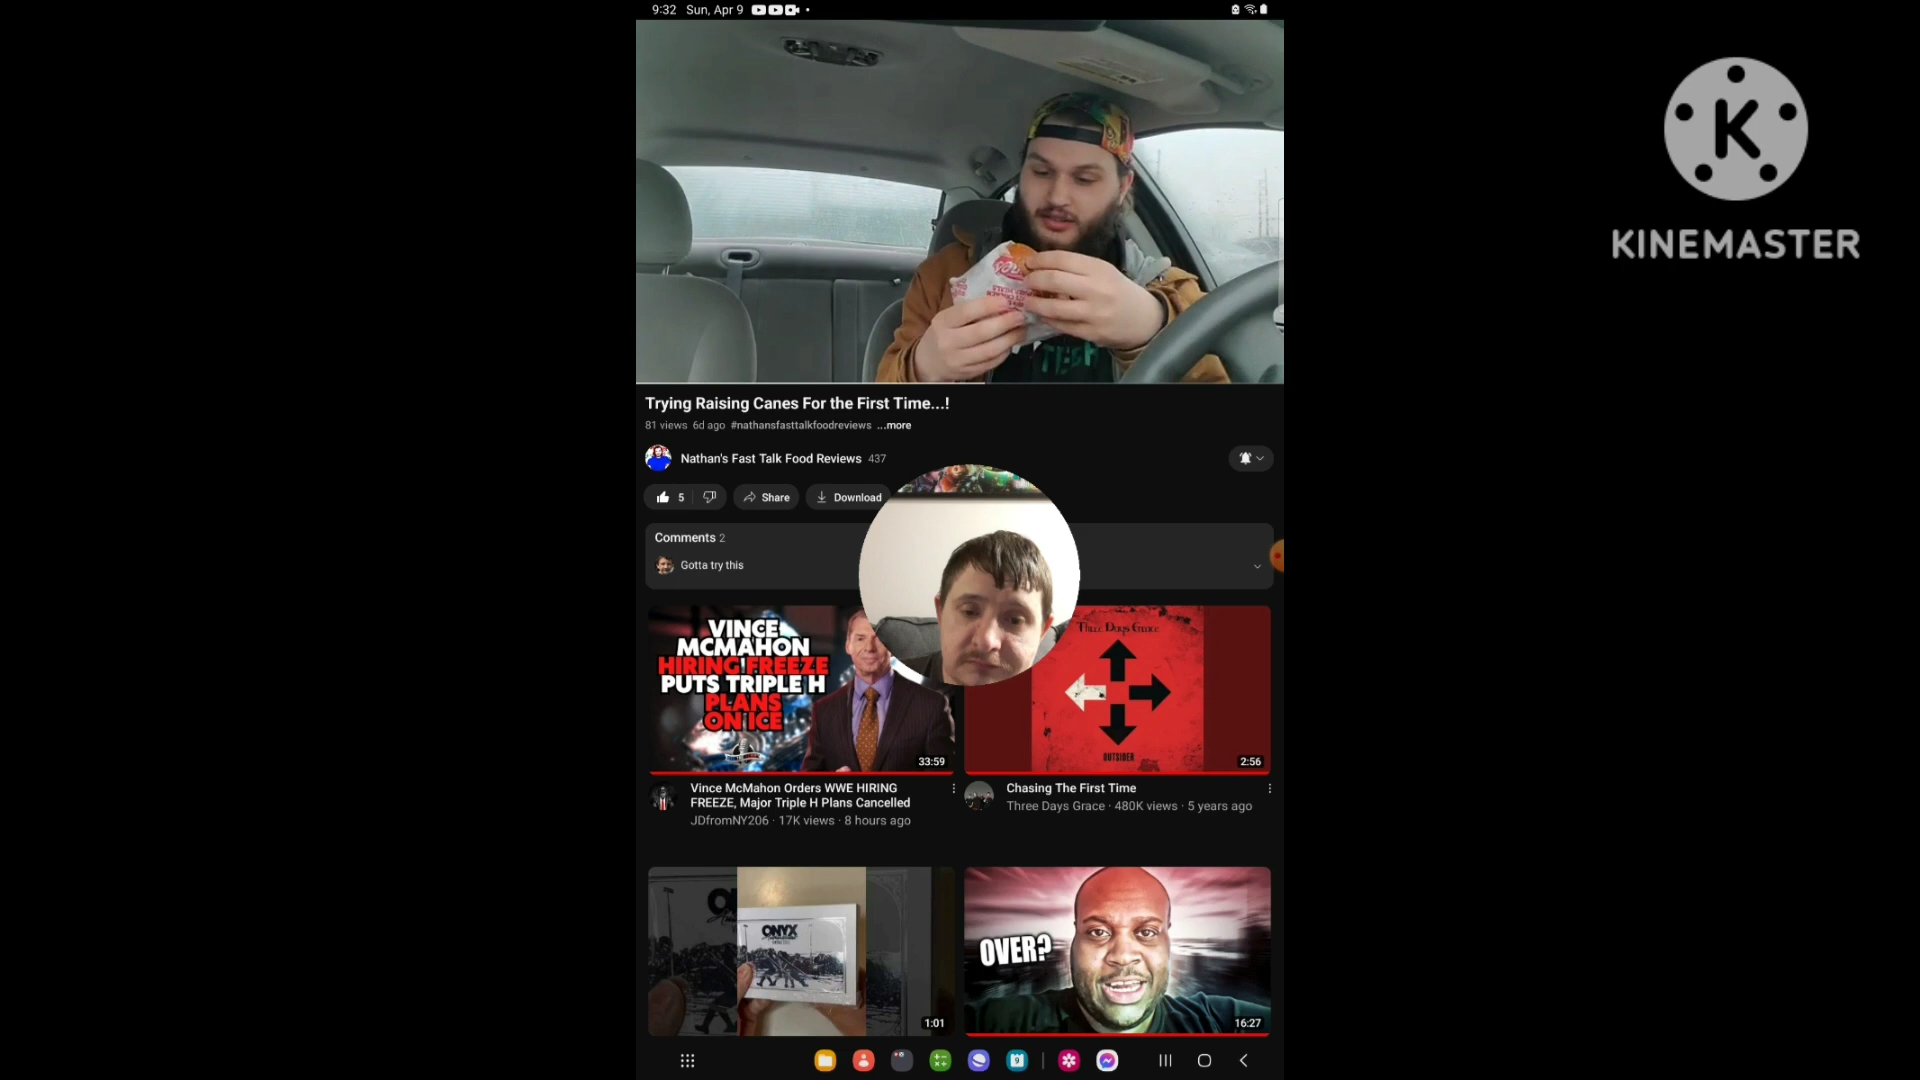 9:32 Sun, Apr 9
KINEMASTER
TECH
Trying Raising Canes For the First Time...!
81 views 6d ago #nathansfasttalkfoodreviews ...more
Nathan's Fast Talk Food Reviews 437
5 Share Download
Comments 2
Gotta try this
VINCE
MCMAHON
HIRING FREEZE
PUTS TRIPLE H
PLANS
ON ICE
33:59
Three Days Grace
OUTSIDER
2:56
Vince McMahon Orders WWE HIRING
FREEZE, Major Triple H Plans Cancelled
JDfromNY206 · 17K views · 8 hours ago
Chasing The First Time
Three Days Grace · 480K views · 5 years ago
ONYX
1:01
OVER?
16:27
9